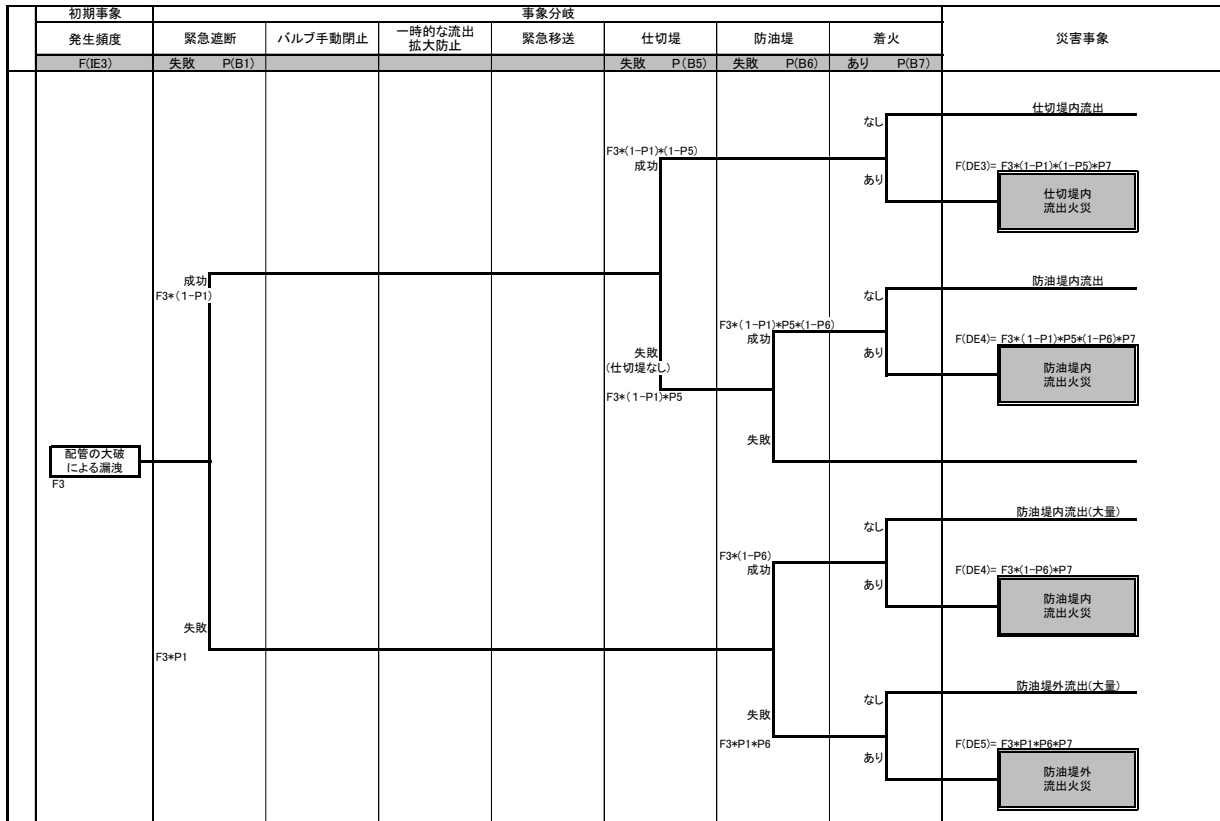 初期事象
事象分岐
発生頻度
緊急遮断
バルブ手動閉止
一時的な流出
拡大防止
緊急移送
仕切堤
防油堤
着火
災害事象
F(IE3)
失敗 P(B1)
失敗 P(B5)
失敗 P(B6)
あり P(B7)
仕切堤内流出
なし
F3*(1-P1)*(1-P5)
成功
F(DE3)= F3*(1-P1)*(1-P5)*P7
あり
仕切堤内
流出火災
成功
F3*(1-P1)
防油堤内流出
なし
F3*(1-P1)*P5*(1-P6)
成功
F(DE4)= F3*(1-P1)*P5*(1-P6)*P7
失敗
(仕切堤なし)
あり
防油堤内
流出火災
F3*(1-P1)*P5
失敗
配管の大破
による漏洩
F3
防油堤内流出(大量)
なし
F3*(1-P6)
成功
F(DE4)= F3*(1-P6)*P7
あり
防油堤内
流出火災
失敗
F3*P1
防油堤外流出(大量)
なし
失敗
F3*P1*P6
F(DE5)= F3*P1*P6*P7
あり
防油堤外
流出火災